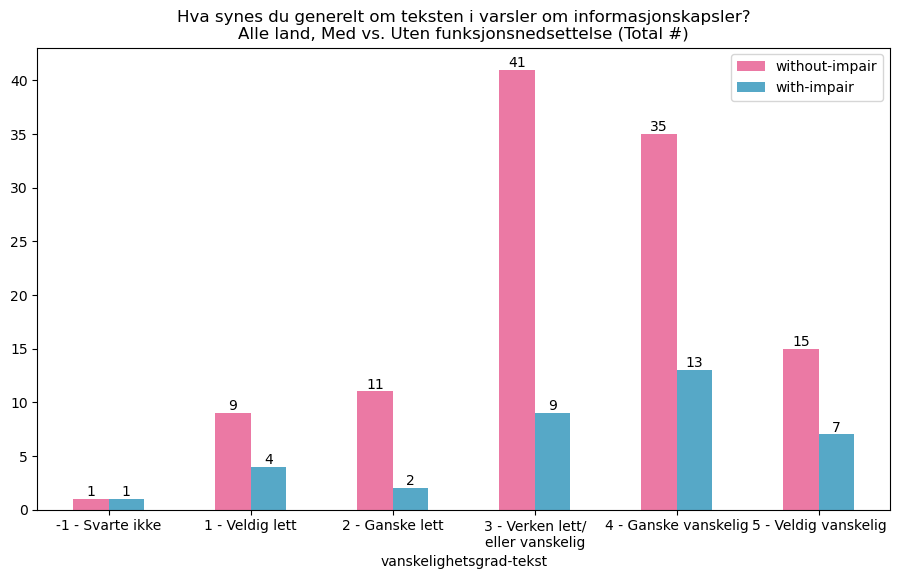 Hva synes du generelt om teksten i varsler om informasjonskapsler?
Alle land, Med vs. Uten funksjonsnedsettelse (Total #)
without-impair
with-impair
40
35
30
25
20
15
10
5
0
1
1
9
4
11
2
41
9
35
13
15
7
-1 - Svarte ikke
1 - Veldig lett
2 - Ganske lett
3 - Verken lett/
eller vanskelig
4 - Ganske vanskelig
5 - Veldig vanskelig
vanskelighetsgrad-tekst